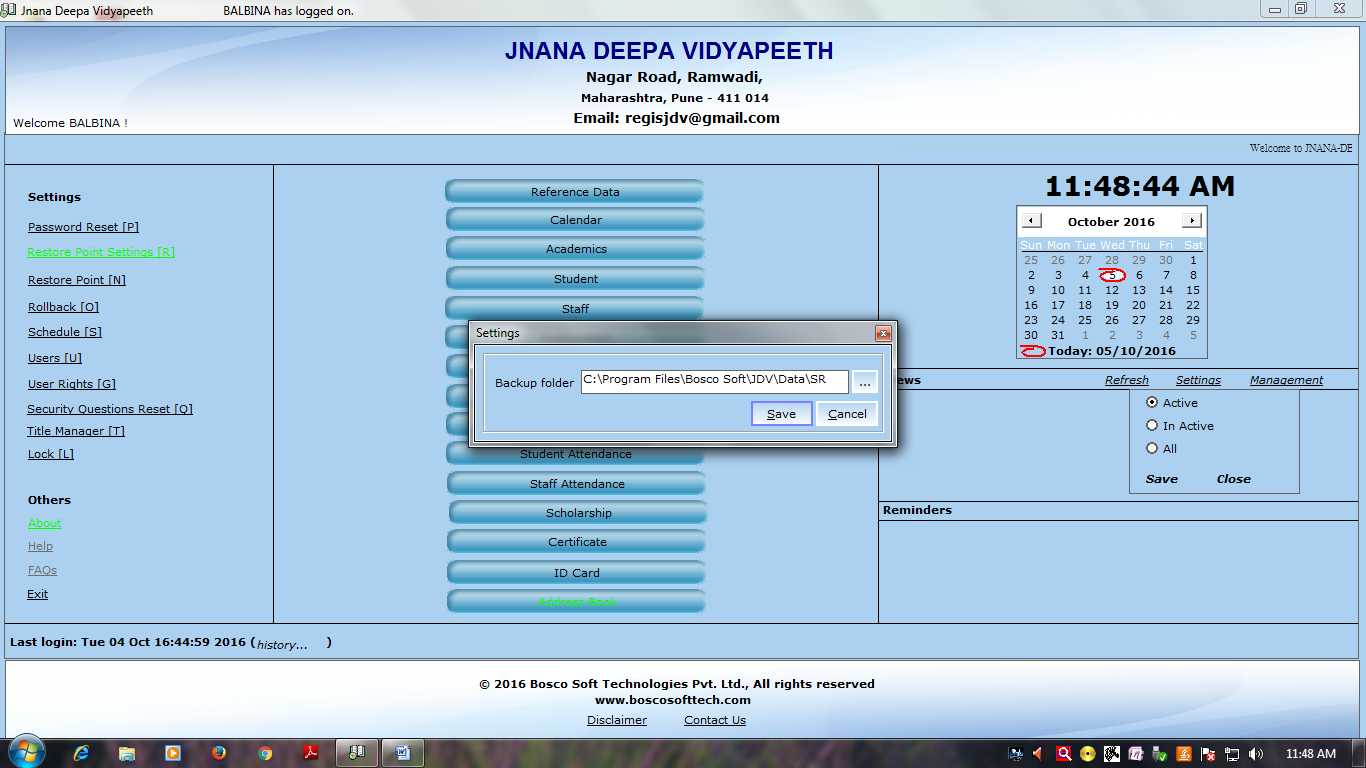 Jnana Deepa Vidyapeeth BALBINA has logged on.
JNANA DEEPA VIDYAPEETH
Nagar Road, Ramwadi,
Maharashtra, Pune - 411 014
Email: regisjdv@gmail.com
Welcome BALBINA !
Welcome to JNANA-DE
Settings
Password Reset [P]
Restore Point Settings [R]
Restore Point [N]
Rollback [O]
Schedule [S]
Users [U]
User Rights [G]
Security Questions Reset [Q]
Title Manager [T]
Lock [L]
Others
About
Help
FAQs
Exit
Reference Data
Calendar
Academics
Student
Staff
Settings
Backup folder C:\Program Files\Bosco Soft\JDV\Data\SR ...
Save Cancel
Student Attendance
Staff Attendance
Scholarship
Certificate
ID Card
Address Book
11:48:44 AM
October 2016
Sun Mon Tue Wed Thu Fri Sat
25 26 27 28 29 30 1
2 3 4 5 6 7 8
9 10 11 12 13 14 15
16 17 18 19 20 21 22
23 24 25 26 27 28 29
30 31 1 2 3 4 5
Today: 05/10/2016
ews Refresh Settings Management
Active
In Active
All
Save Close
Reminders
Last login: Tue 04 Oct 16:44:59 2016 (history... )
© 2016 Bosco Soft Technologies Pvt. Ltd., All rights reserved
www.boscosofttech.com
Disclaimer Contact Us
11:48 AM